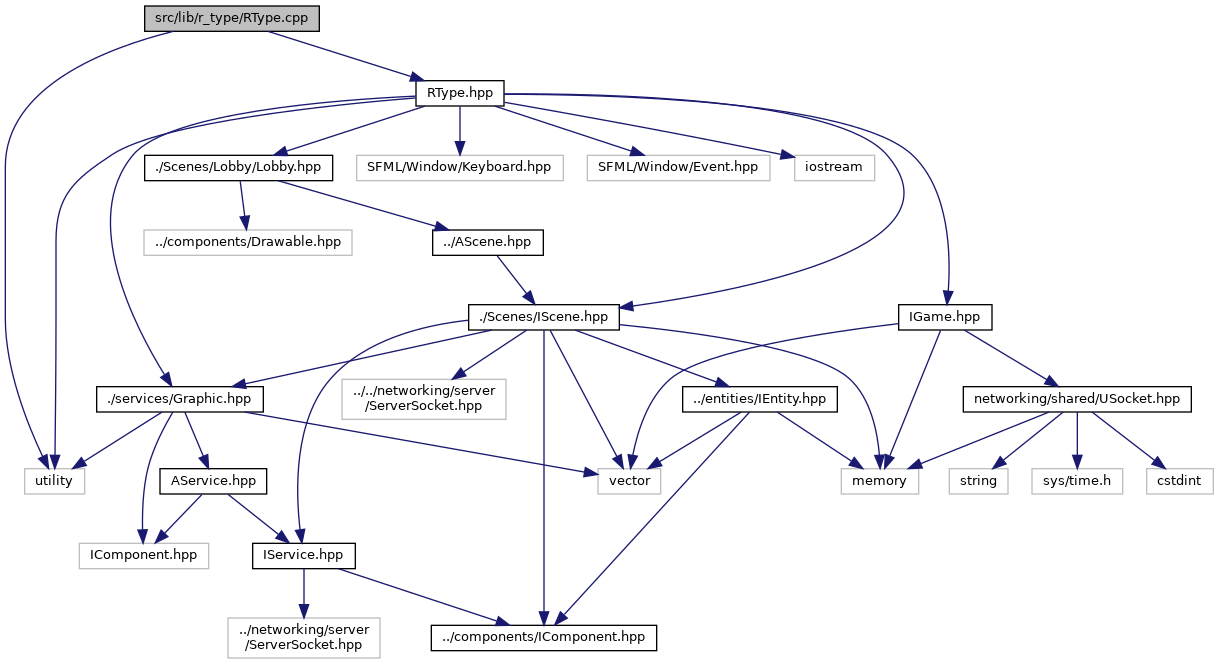 src/lib/r_type/RType.cpp
RType.hpp
./Scenes/Lobby/Lobby.hpp
SFML/Window/Keyboard.hpp
SFML/Window/Event.hpp
iostream
../components/Drawable.hpp
../AScene.hpp
./Scenes/IScene.hpp
IGame.hpp
./services/Graphic.hpp
../../networking/server
/ServerSocket.hpp
../entities/IEntity.hpp
networking/shared/USocket.hpp
utility
AService.hpp
vector
memory
string
sys/time.h
cstdint
IComponent.hpp
IService.hpp
../networking/server
/ServerSocket.hpp
../components/IComponent.hpp